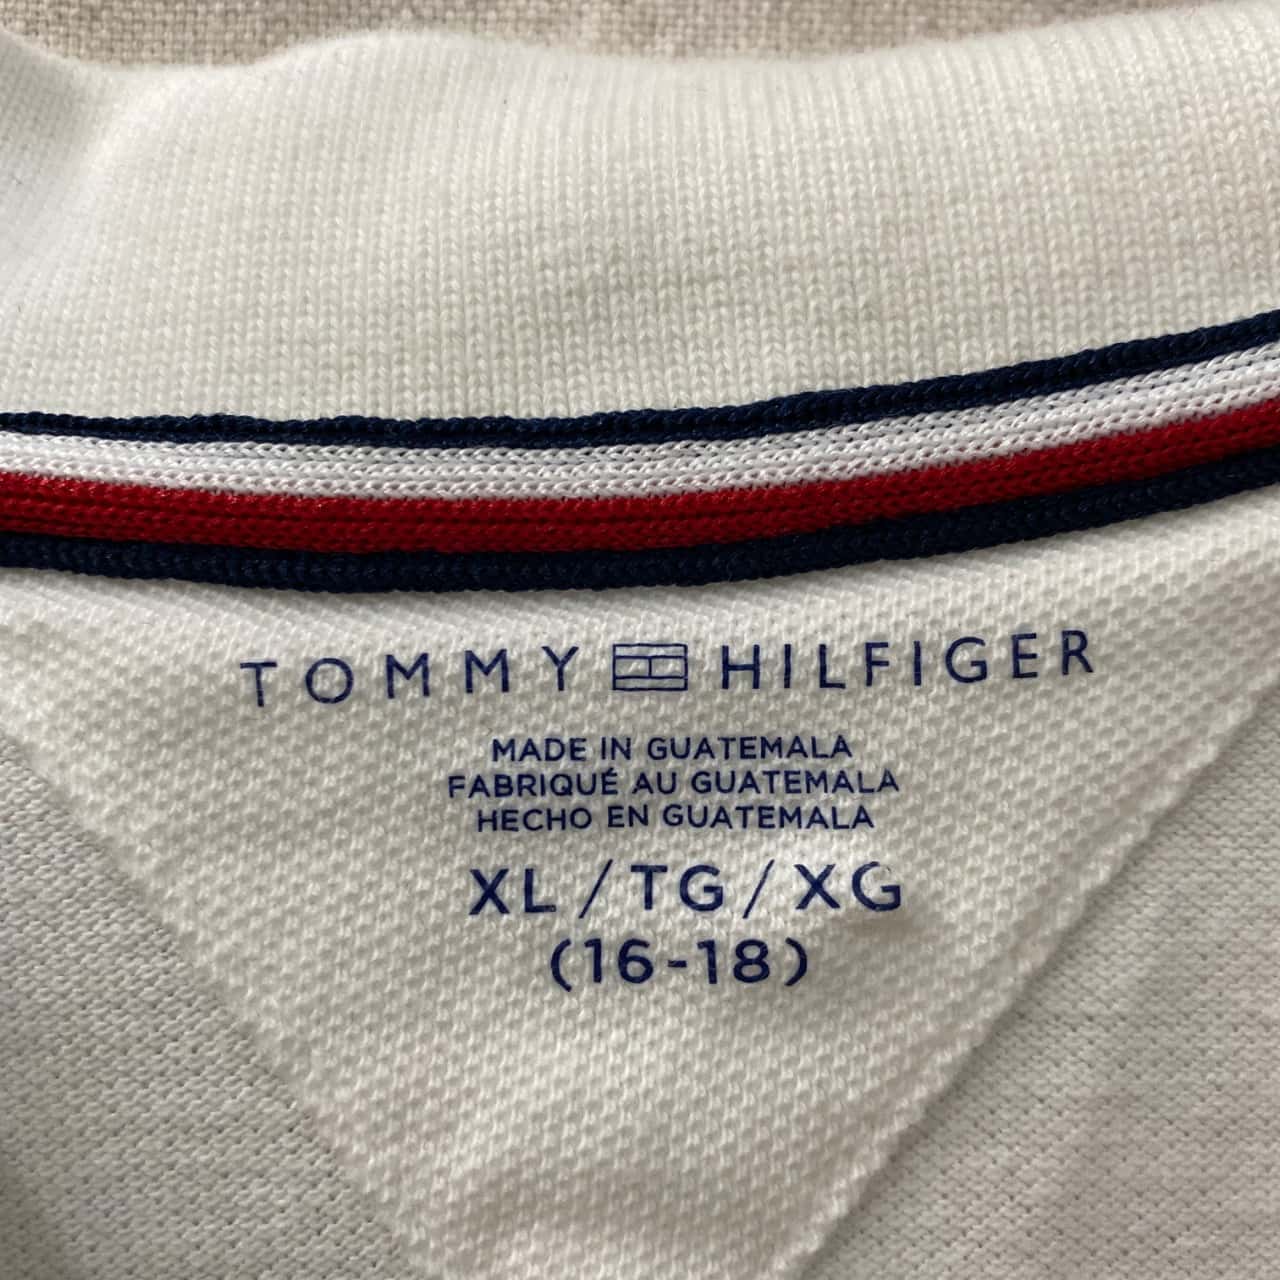 TOMMY HILFIGER
MADE IN GUATEMALA
FABRIQUÉ AU GUATEMALA
HECHO EN GUATEMALA
XL / TG / XG
(16-18)